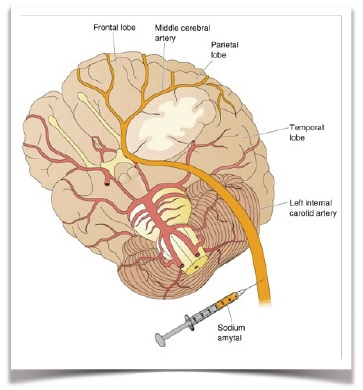 Frontal lobe
Middle cerebral
artery
Parietal
lobe
Temporal
lobe
Left internal
carotid artery
Sodium
amytal